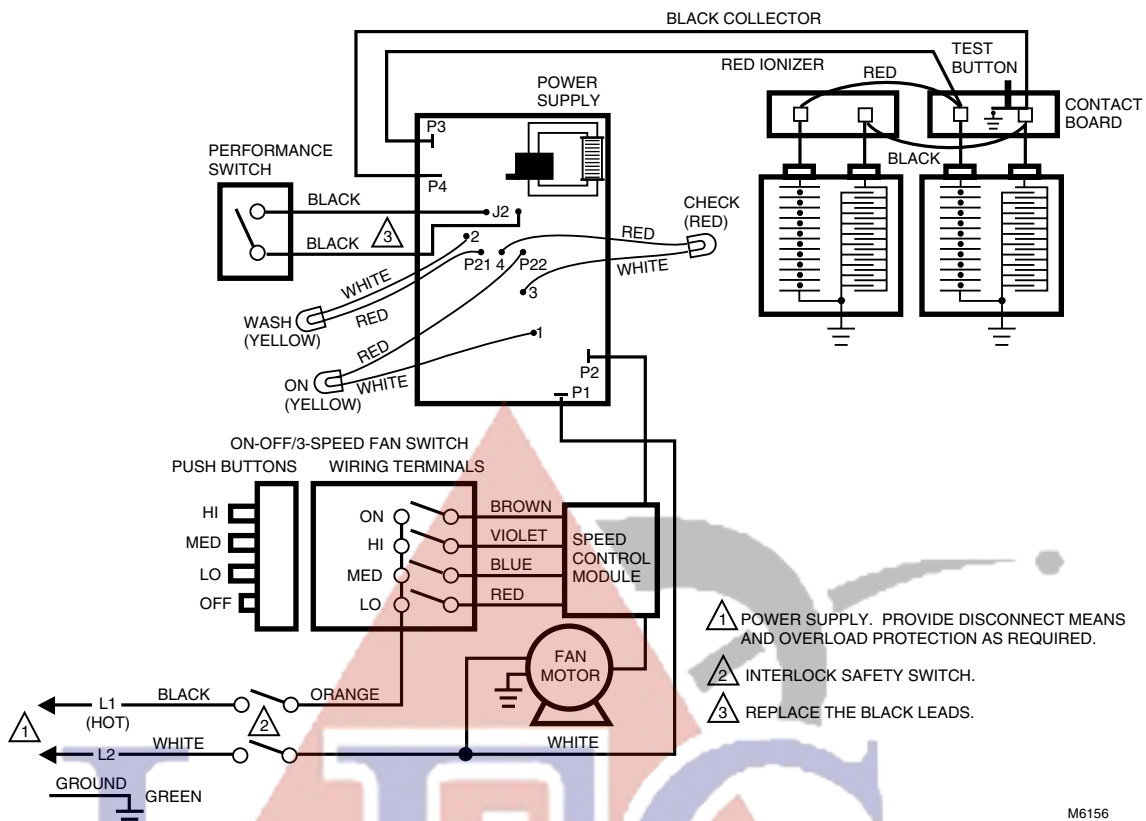 BLACK COLLECTOR
RED IONIZER
RED
TEST
BUTTON
CONTACT
BOARD
BLACK
POWER
SUPPLY
P3
P4
PERFORMANCE
SWITCH
BLACK
BLACK
3
J2
2
P21
4
P22
3
1
P2
P1
CHECK
(RED)
RED
WHITE
WHITE
RED
WASH
(YELLOW)
RED
WHITE
ON
(YELLOW)
ON-OFF/3-SPEED FAN SWITCH
PUSH BUTTONS
WIRING TERMINALS
HI
MED
LO
OFF
ON
HI
MED
LO
BROWN
VIOLET
BLUE
RED
SPEED
CONTROL
MODULE
FAN
MOTOR
1 POWER SUPPLY. PROVIDE DISCONNECT MEANS
AND OVERLOAD PROTECTION AS REQUIRED.
2 INTERLOCK SAFETY SWITCH.
3 REPLACE THE BLACK LEADS.
1
L1
(HOT)
BLACK
ORANGE
2
L2
WHITE
WHITE
GROUND
GREEN
M6156